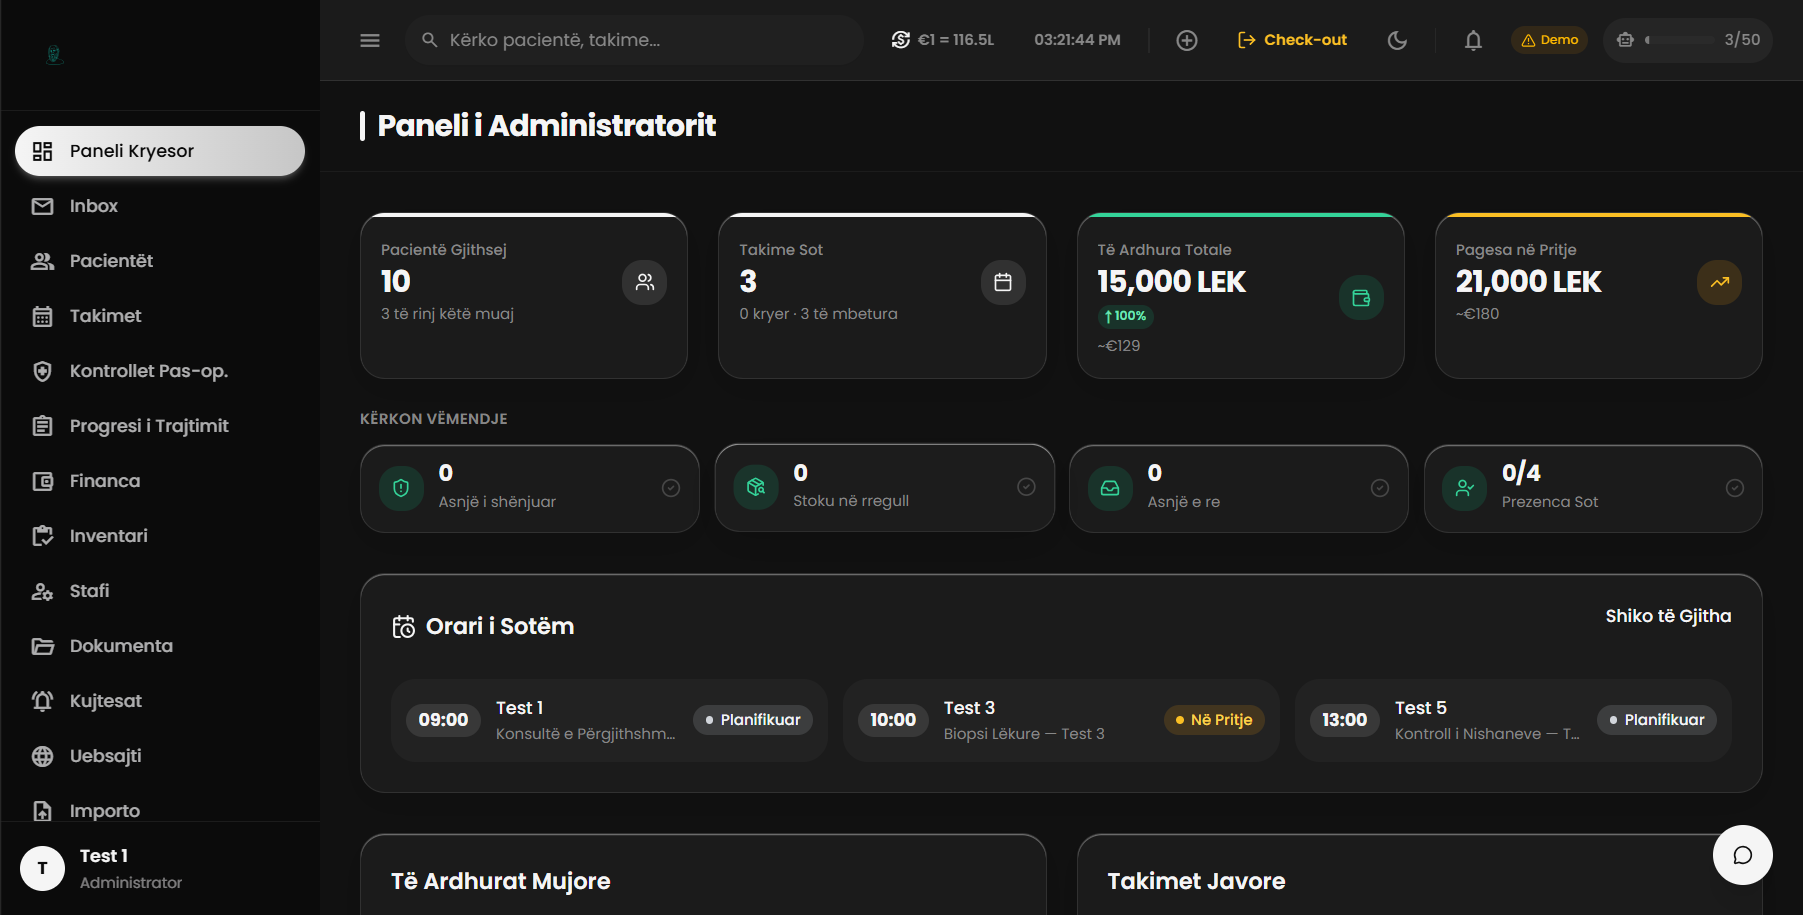 Kërko pacientë, takime...
€1 = 116.5L
03:21:44 PM
Check-out
Demo
3/50
Paneli Kryesor
Inbox
Pacientët
Takimet
Kontrollet Pas-op.
Progresi i Trajtimit
Financa
Inventari
Stafi
Dokumenta
Kujtesat
Uebsajti
Importo
T
Test 1
Administrator
Paneli i Administratorit
Pacientë Gjithsej
10
3 të rinj këtë muaj
Takime Sot
3
0 kryer · 3 të mbetura
Të Ardhura Totale
15,000 LEK
↑100%
~€129
Pagesa në Pritje
21,000 LEK
~€180
KËRKON VËMENDJE
0
Asnjë i shënjuar
0
Stoku në rregull
0
Asnjë e re
0/4
Prezenca Sot
Orari i Sotëm
Shiko të Gjitha
09:00
Test 1
Konsultë e Përgjithshm...
Planifikuar
10:00
Test 3
Biopsi Lëkure — Test 3
Në Pritje
13:00
Test 5
Kontroll i Nishaneve — T...
Planifikuar
Të Ardhurat Mujore
Takimet Javore